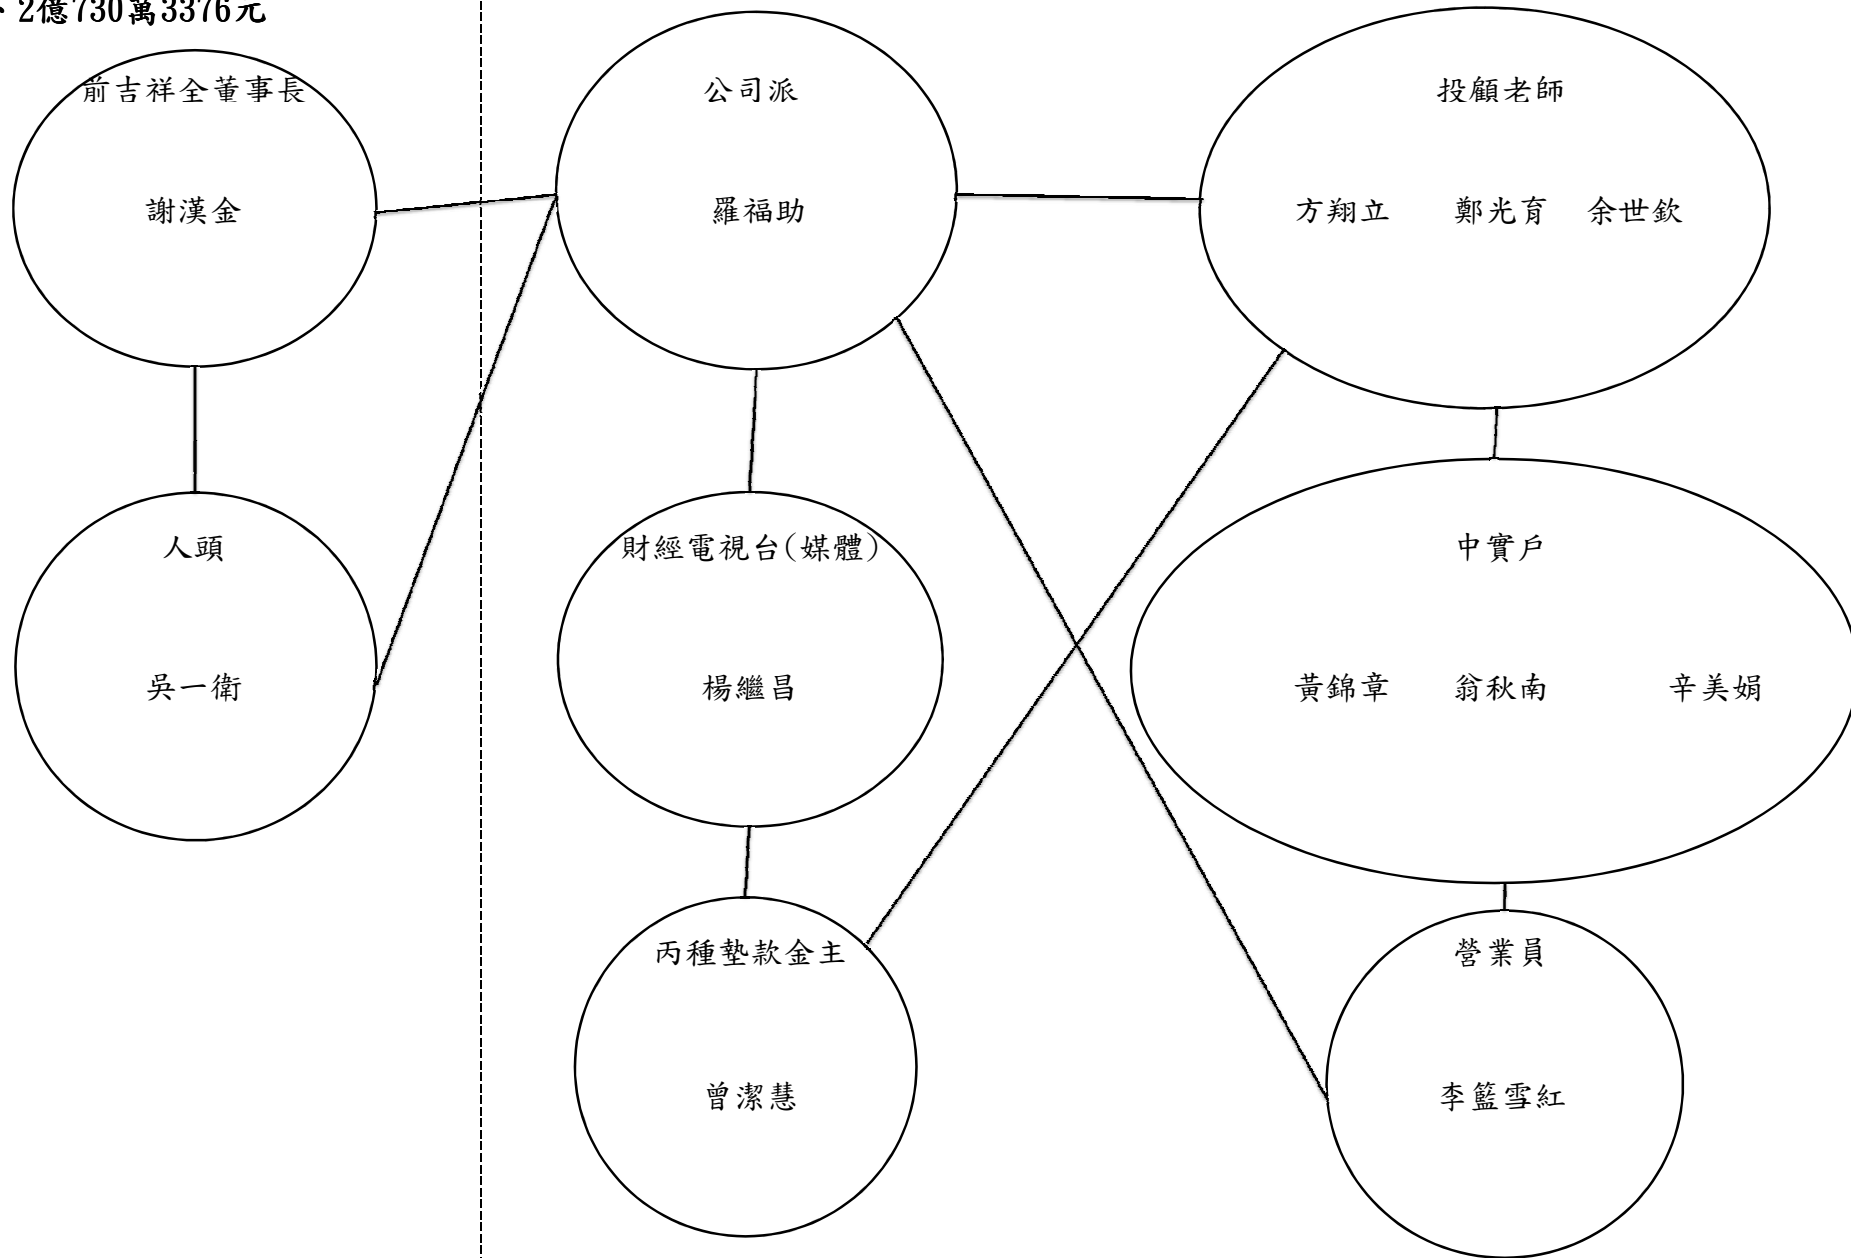 、2億730萬3376元
前吉祥全董事長
謝漢金
公司派
羅福助
投顧老師
方翔立 鄭光育 余世欽
人頭
吳一衛
財經電視台(媒體)
楊繼昌
中實戶
黃錦章 翁秋南 辛美娟
丙種墊款金主
曾潔慧
營業員
李籃雪紅